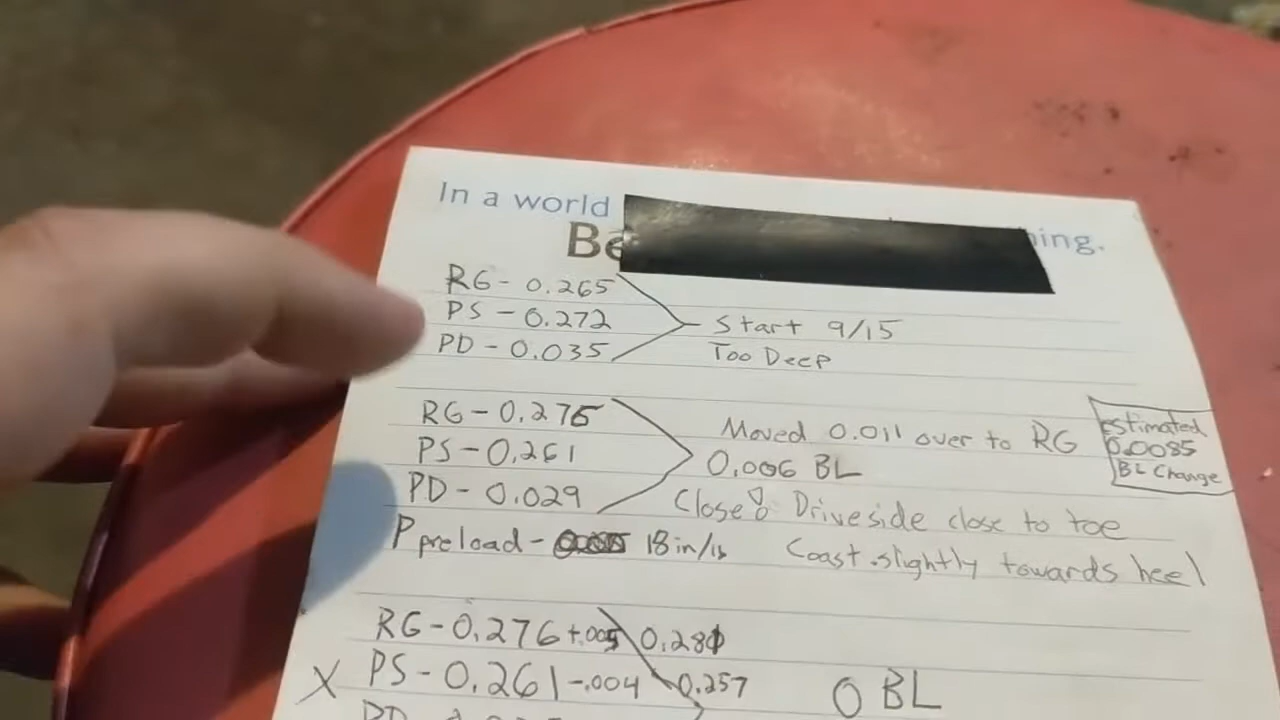 In a world
Be
RG - 0.265
PS - 0.272
PD - 0.035
Start 9/15
Too Deep
RG - 0.276
PS - 0.261
PD - 0.029
Moved 0.011 over to RG
0.006 BL
Estimated
0.0085
BL Change
Close! Driveside close to toe
P preload - 18 in/lb Coast slightly towards heel
RG - 0.276 +.005 0.281
X PS - 0.261 -.004 0.257 0 BL